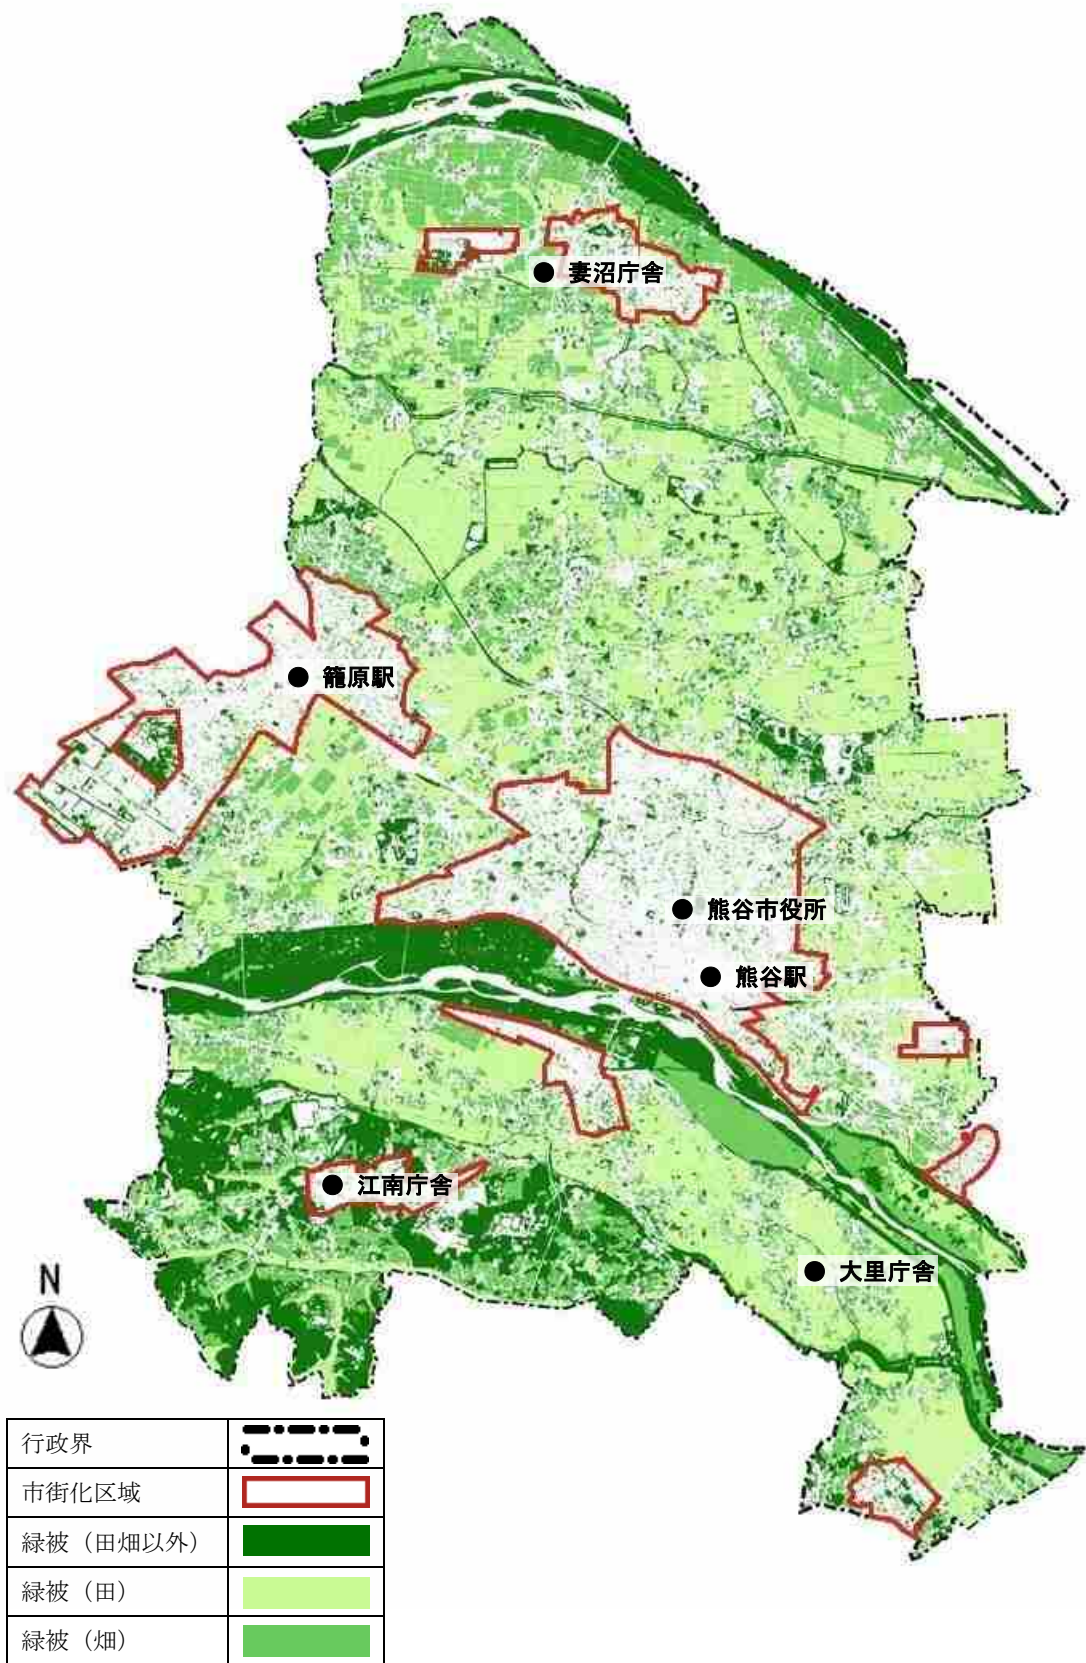 妻沼庁舎
籠原駅
熊谷市役所
熊谷駅
江南庁舎
大里庁舎
N
行政界
市街化区域
緑被（田畑以外）
緑被（田）
緑被（畑）